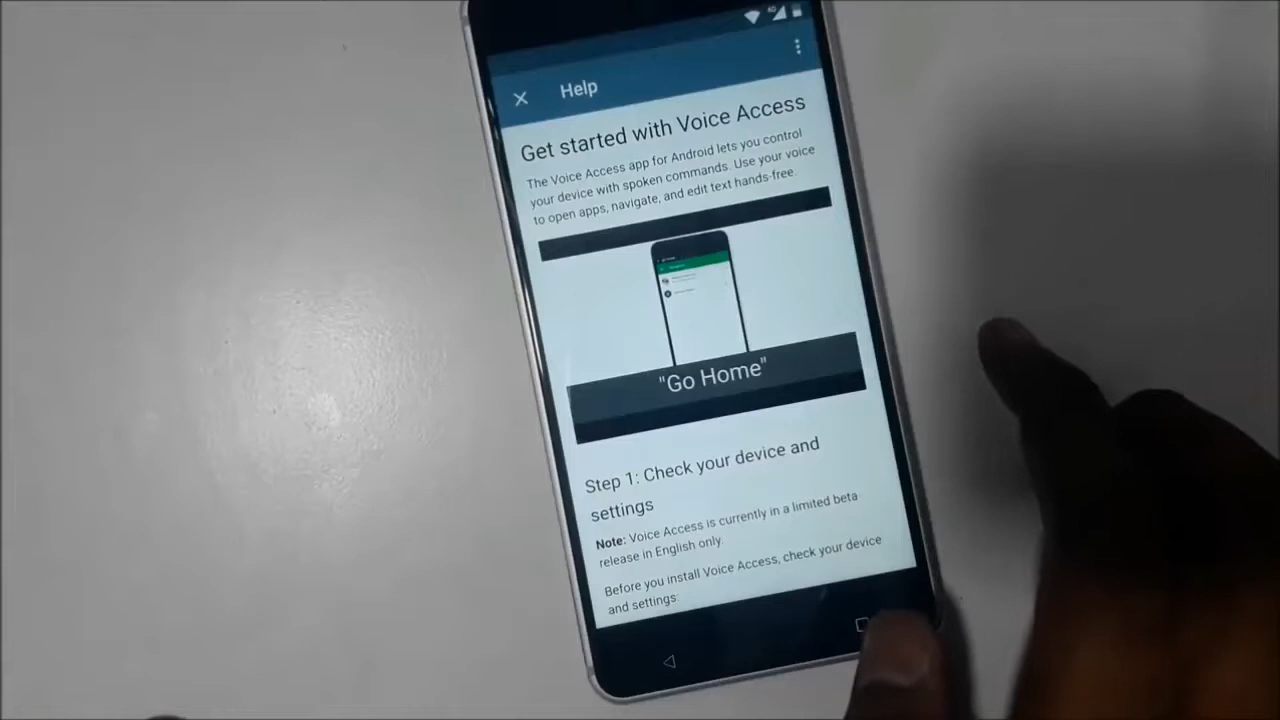 Help
Get started with Voice Access
The Voice Access app for Android lets you control
your device with spoken commands. Use your voice
to open apps, navigate, and edit text hands-free.
"Go Home"
Step 1: Check your device and
settings
Note: Voice Access is currently in a limited beta
release in English only.
Before you install Voice Access, check your device
and settings: